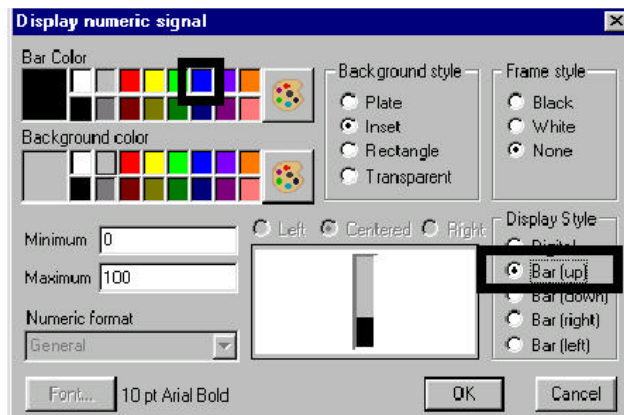 Display numeric signal
Bar Color
Background color
Background style
Plate
Inset
Rectangle
Transparent
Frame style
Black
White
None
Minimum 0
Maximum 100
Numeric format
General
Left Centered Right
Display Style
Digital
Bar (up)
Bar (down)
Bar (right)
Bar (left)
Font... 10 pt Arial Bold
OK Cancel